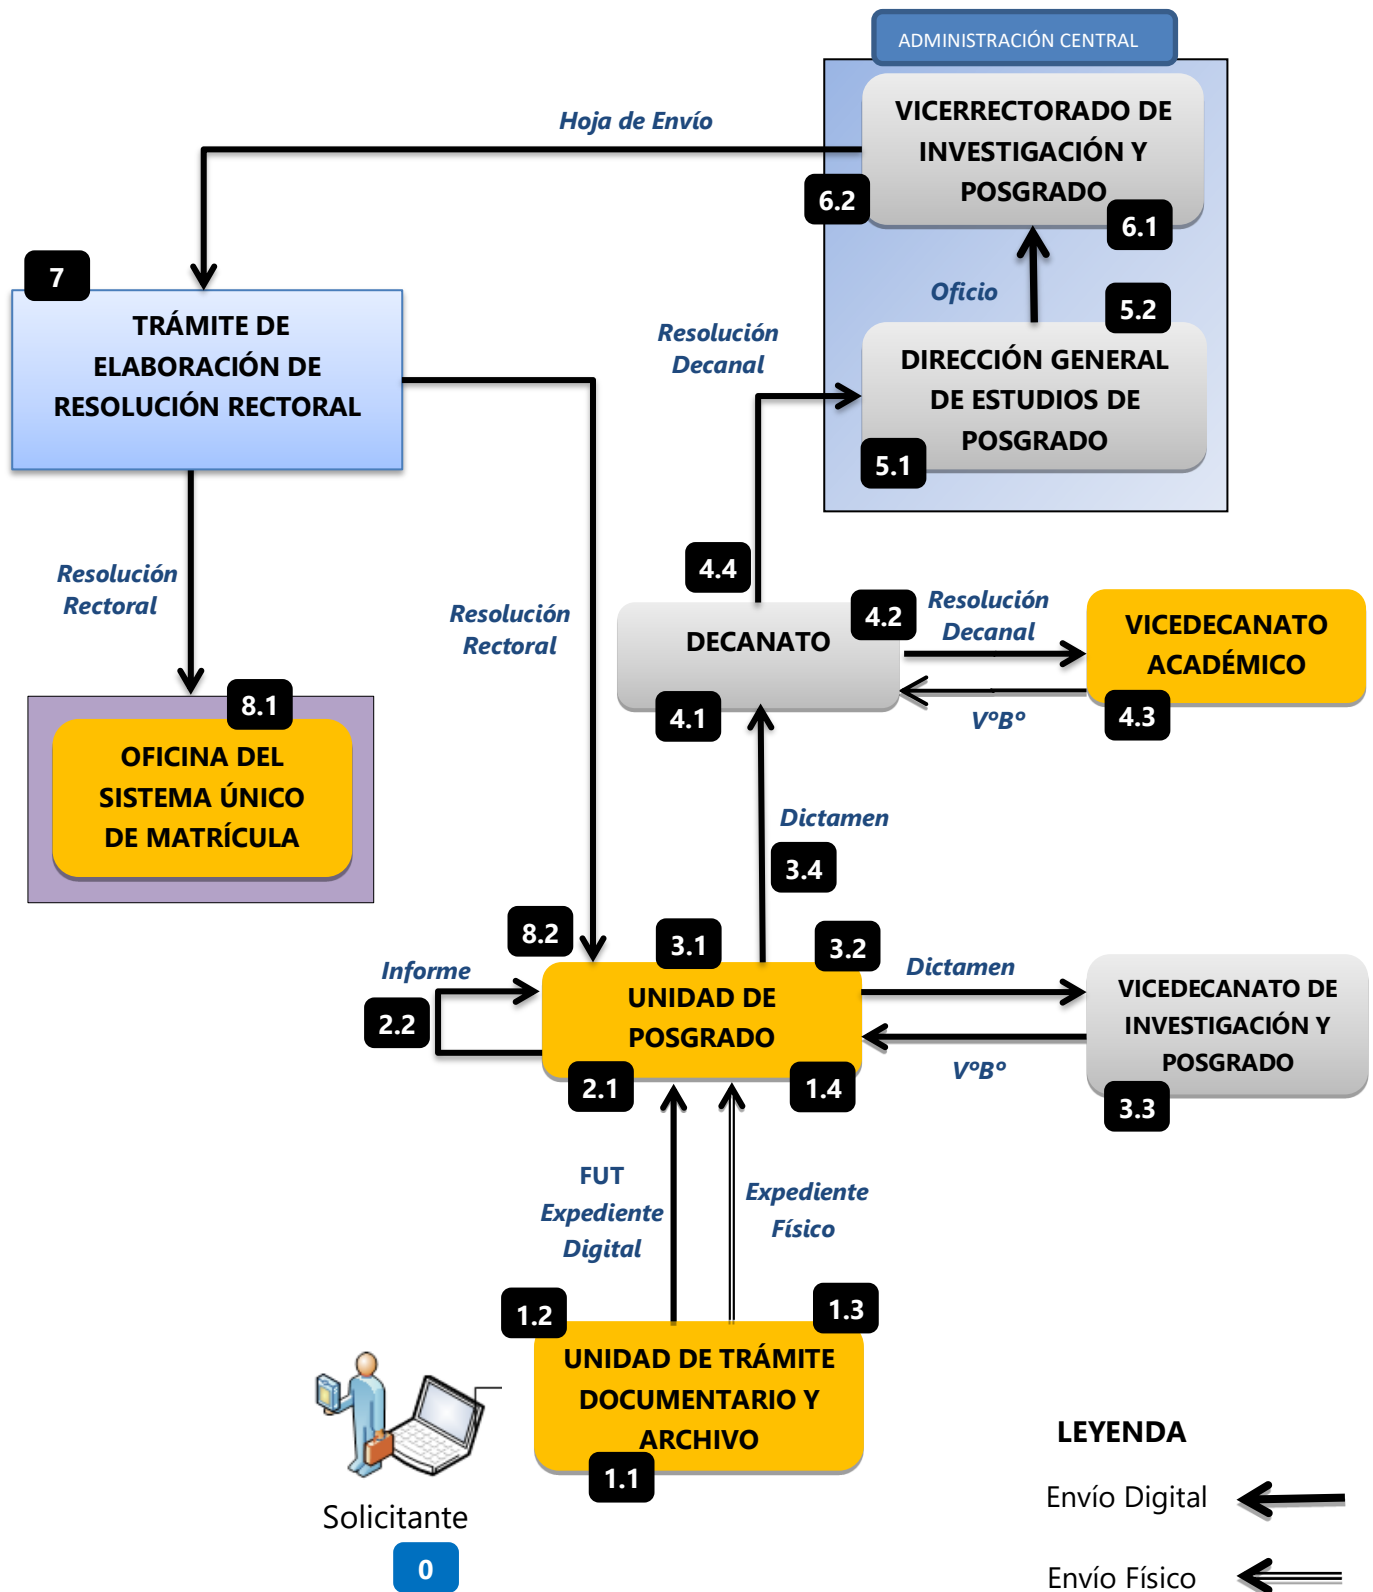 ADMINISTRACIÓN CENTRAL
VICERRECTORADO DE
INVESTIGACIÓN Y
POSGRADO
6.2
6.1
Hoja de Envío
Oficio
5.2
DIRECCIÓN GENERAL
DE ESTUDIOS DE
POSGRADO
5.1
7
TRÁMITE DE
ELABORACIÓN DE
RESOLUCIÓN RECTORAL
Resolución
Decanal
4.4
Resolución
Rectoral
Resolución
Rectoral
DECANATO
4.2
4.1
Resolución
Decanal
VICEDECANATO
ACADÉMICO
4.3
VºBº
8.1
OFICINA DEL
SISTEMA ÚNICO
DE MATRÍCULA
Dictamen
3.4
8.2
3.1
3.2
Informe
2.2
UNIDAD DE
POSGRADO
2.1
1.4
Dictamen
VºBº
VICEDECANATO DE
INVESTIGACIÓN Y
POSGRADO
3.3
FUT
Expediente
Digital
Expediente
Físico
1.2
1.3
UNIDAD DE TRÁMITE
DOCUMENTARIO Y
ARCHIVO
1.1
Solicitante
0
LEYENDA
Envío Digital
Envío Físico